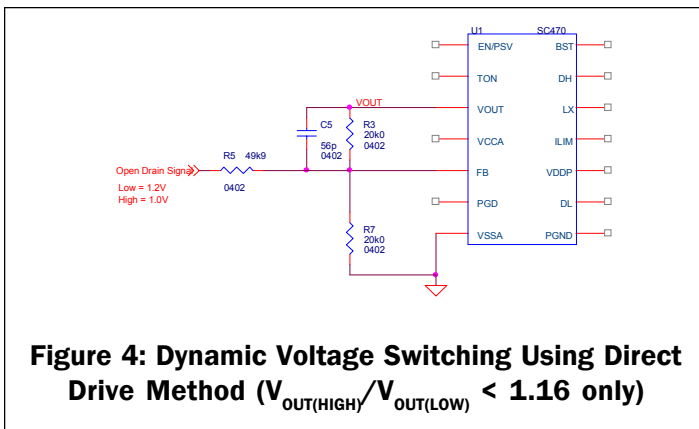 U1 SC470
EN/PSV BST
TON DH
VOUT
VOUT LX
C5 R3
56p 20k0
0402 0402
VCCA ILIM
R5 49k9
Open Drain Signal
FB VDDP
Low = 1.2V
High = 1.0V
0402
PGD DL
R7
20k0
0402
VSSA PGND
Figure 4: Dynamic Voltage Switching Using Direct
Drive Method (VOUT(HIGH)/VOUT(LOW) < 1.16 only)